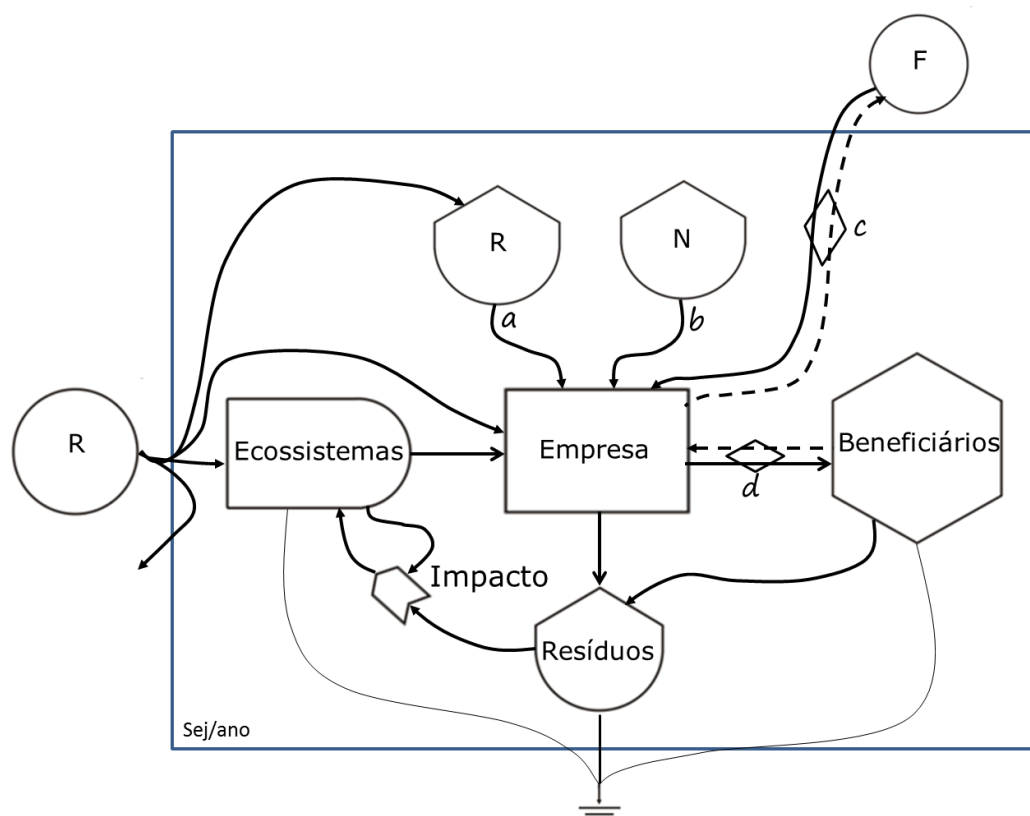 F
R
N
a
b
c
R
Ecossistemas
Empresa
Beneficiários
d
Impacto
Resíduos
Sej/ano